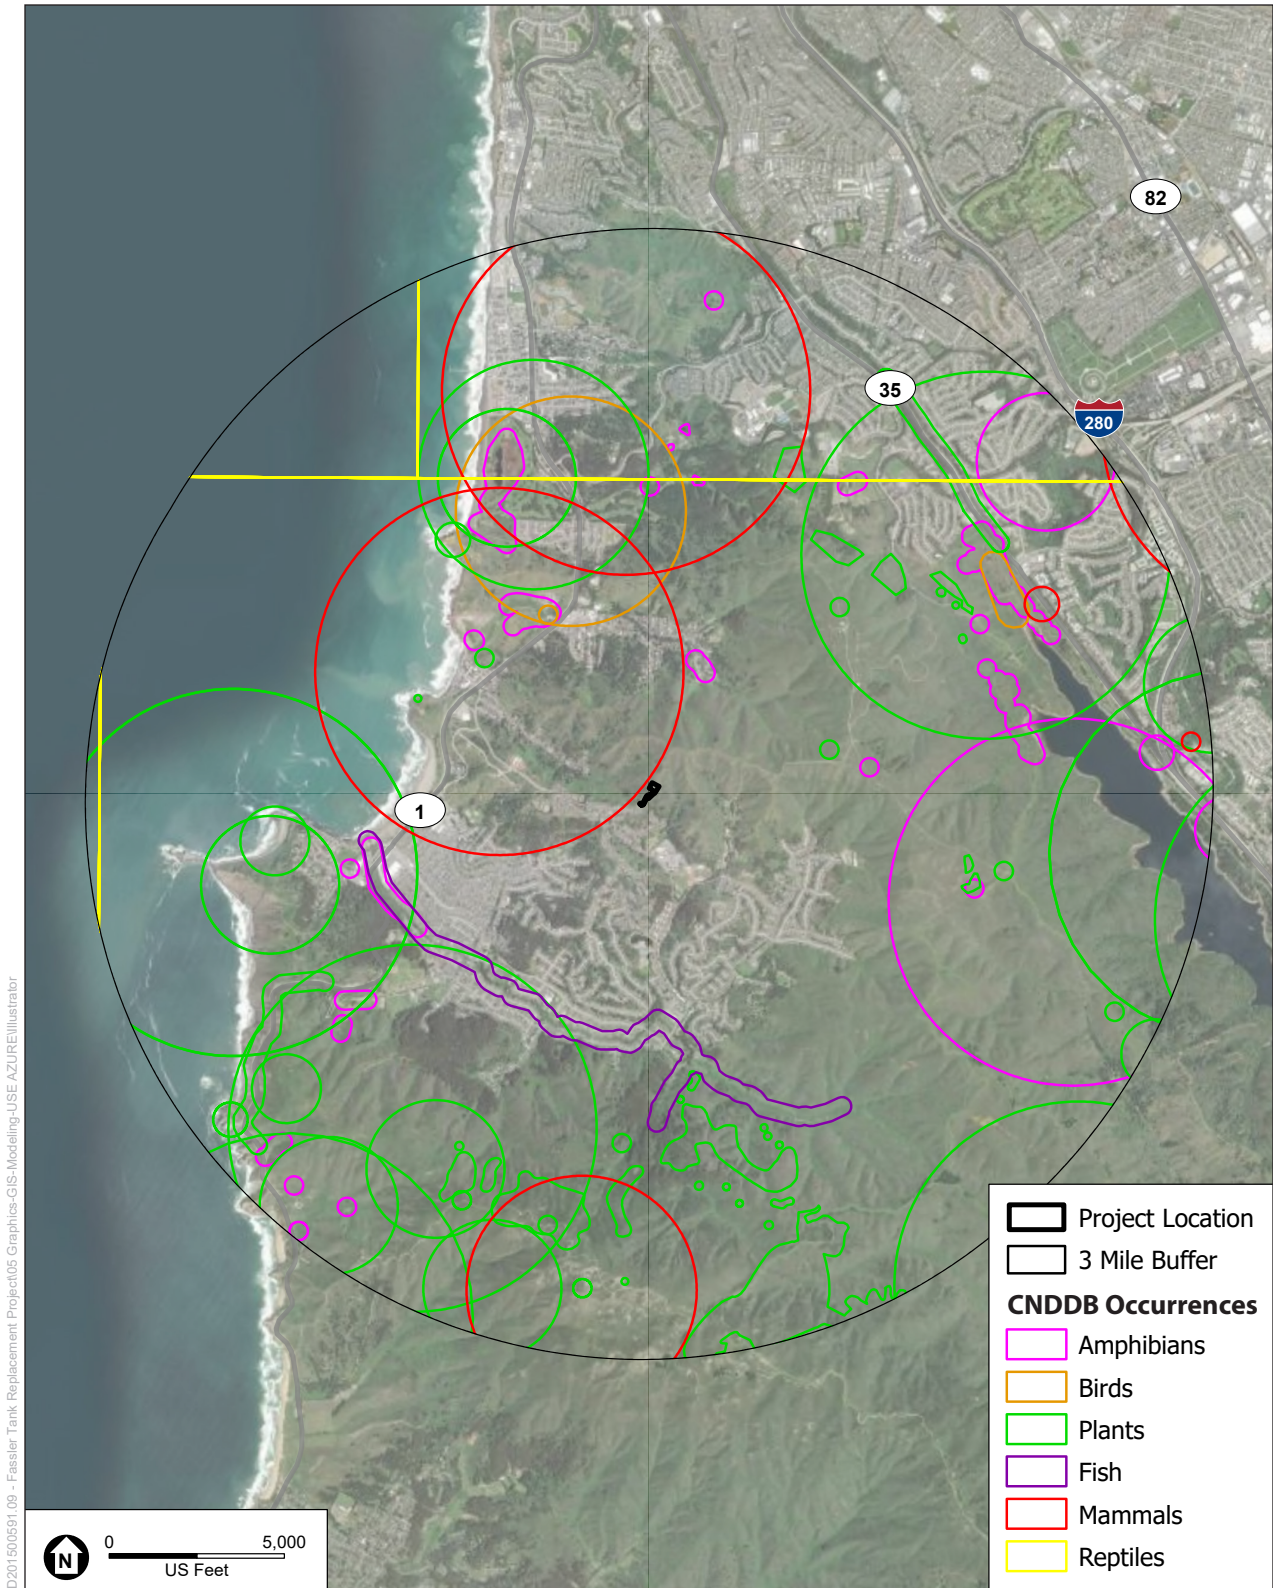 82
35
280
1
Project Location
3 Mile Buffer
CNDDB Occurrences
Amphibians
Birds
Plants
Fish
Mammals
Reptiles
N
0 5,000
US Feet
D201500591.09 - Fassler Tank Replacement Project\05 Graphics-GIS-Modeling-USE AZURE\Illustrator